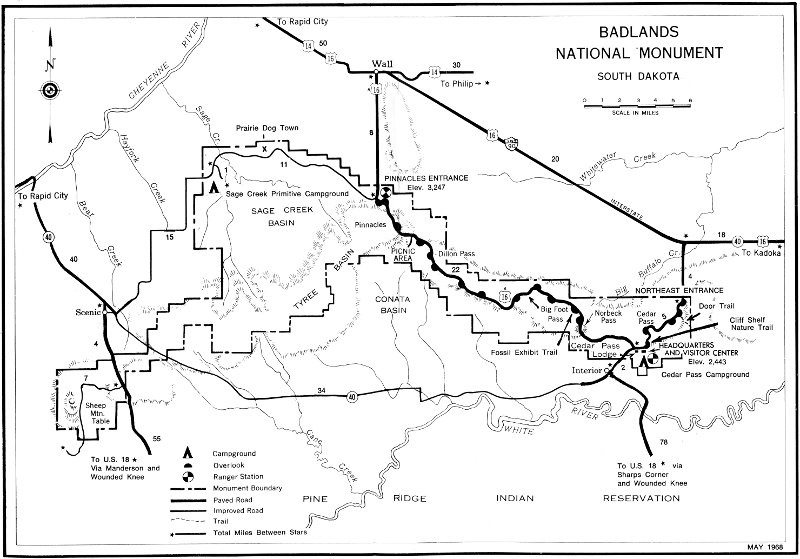 BADLANDS
NATIONAL MONUMENT
SOUTH DAKOTA
0 1 2 3 4 5 6
SCALE IN MILES
To Rapid City
50
14
16
Wall
30
14
To Philip
16
8
N
CHEYENNE RIVER
Sage Cr.
Hayfork Creek
Bear Creek
To Rapid City
40
40
15
Prairie Dog Town
X
11
1
Sage Creek Primitive Campground
SAGE CREEK
BASIN
PINNACLES ENTRANCE
Elev. 3,247
Pinnacles
PICNIC
AREA
Dillon Pass
22
16
20
Whitewater Creek
INTERSTATE
18
40
16
To Kadoka
Big Buffalo Cr.
4
NORTHEAST ENTRANCE
Door Trail
Cliff Shelf
Nature Trail
Cedar
Pass
5
Big Foot
Pass
Norbeck
Pass
Fossil Exhibit Trail
Cedar Pass
Lodge
HEADQUARTERS
AND VISITOR CENTER
Elev. 2,443
Cedar Pass Campground
Interior
2
TYREE BASIN
CONATA
BASIN
Scenic
4
7
Sheep
Mtn.
Table
34
40
55
To U.S. 18
Via Manderson and
Wounded Knee
WHITE RIVER
Creek
78
To U.S. 18 via
Sharps Corner
and Wounded Knee
PINE RIDGE INDIAN RESERVATION
Campground
Overlook
Ranger Station
Monument Boundary
Paved Road
Improved Road
Trail
Total Miles Between Stars
MAY 1968